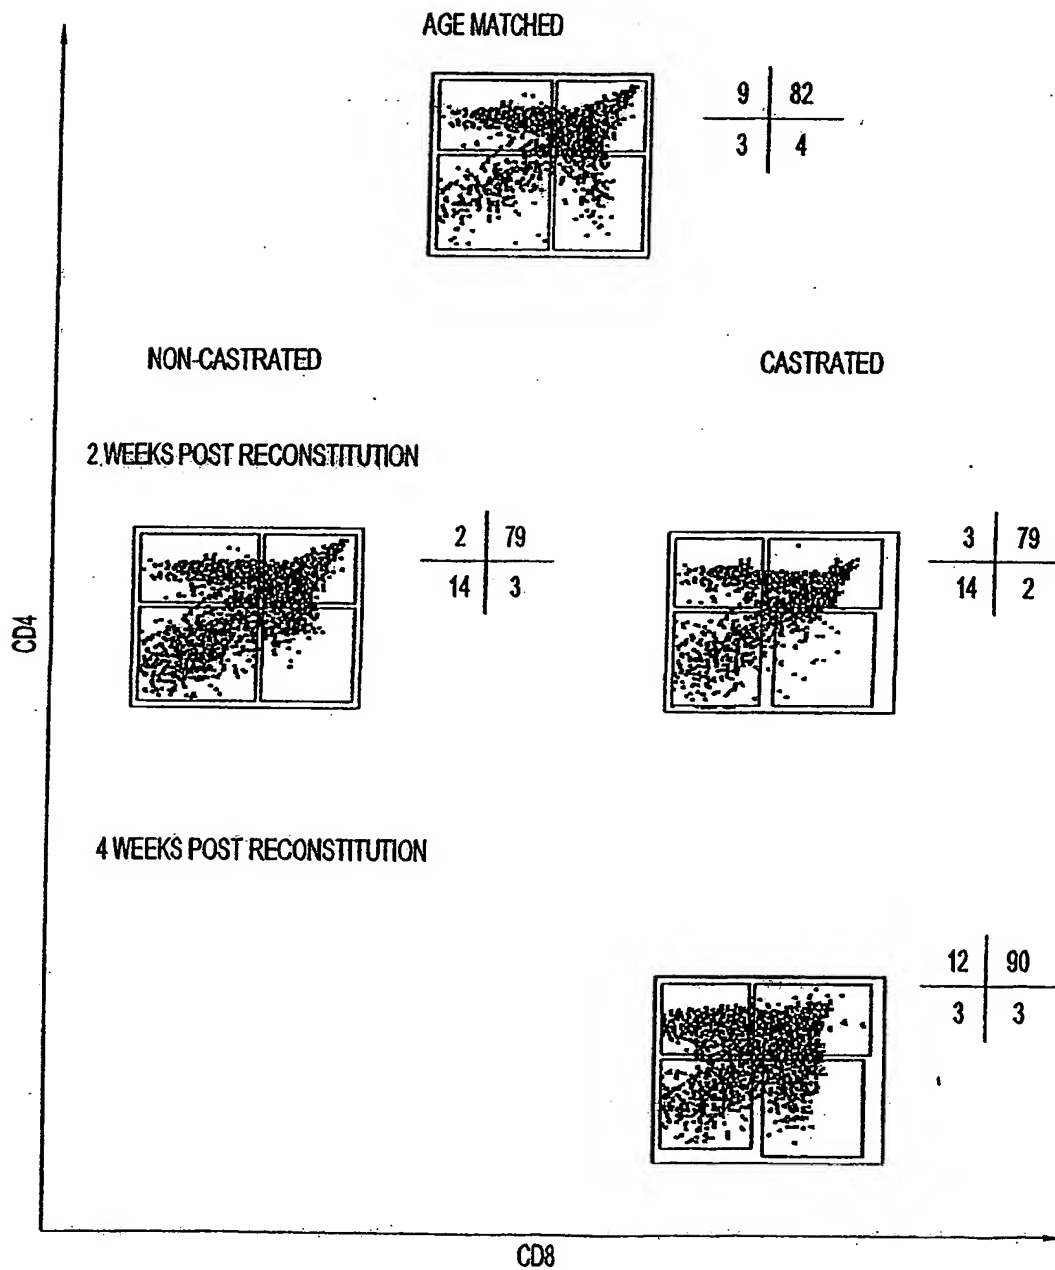 AGE MATCHED
9 82
3 4
NON-CASTRATED
CASTRATED
2 WEEKS POST RECONSTITUTION
2 79
14 3
3 79
14 2
CD4
4 WEEKS POST RECONSTITUTION
12 90
3 3
CD8